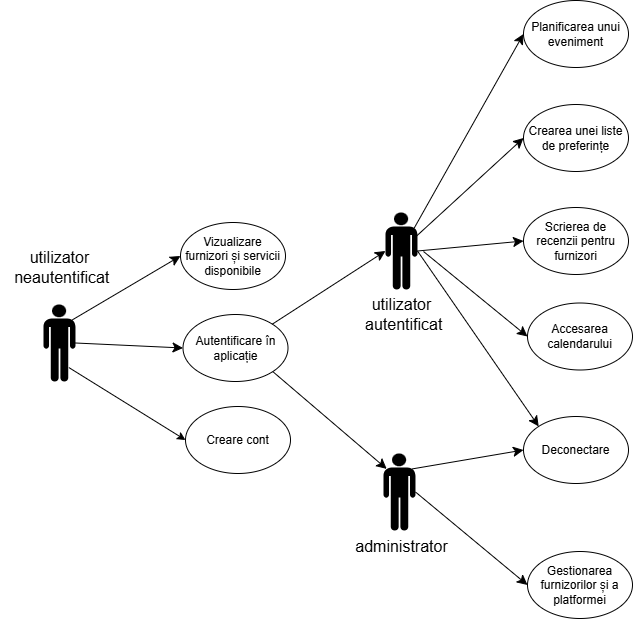 Planificarea unui
eveniment
Crearea unei liste
de preferințe
Scrierea de
recenzii pentru
furnizori
Vizualizare
furnizori și servicii
disponibile
utilizator
neautentificat
utilizator
autentificat
Autentificare în
aplicație
Accesarea
calendarului
Creare cont
Deconectare
administrator
Gestionarea
furnizorilor și a
platformei